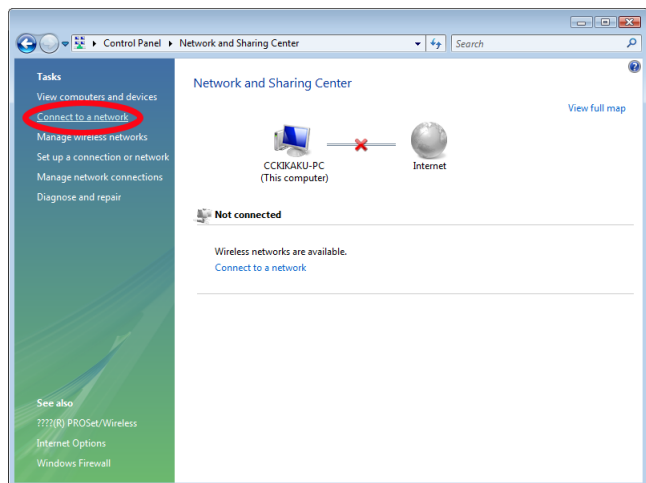 Control Panel
Network and Sharing Center
Search
Tasks
View computers and devices
Connect to a network
Manage wireless networks
Set up a connection or network
Manage network connections
Diagnose and repair
Network and Sharing Center
View full map
CCKIKAKU-PC
(This computer)
Internet
Not connected
Wireless networks are available.
Connect to a network
See also
????(R) PROSet/Wireless
Internet Options
Windows Firewall